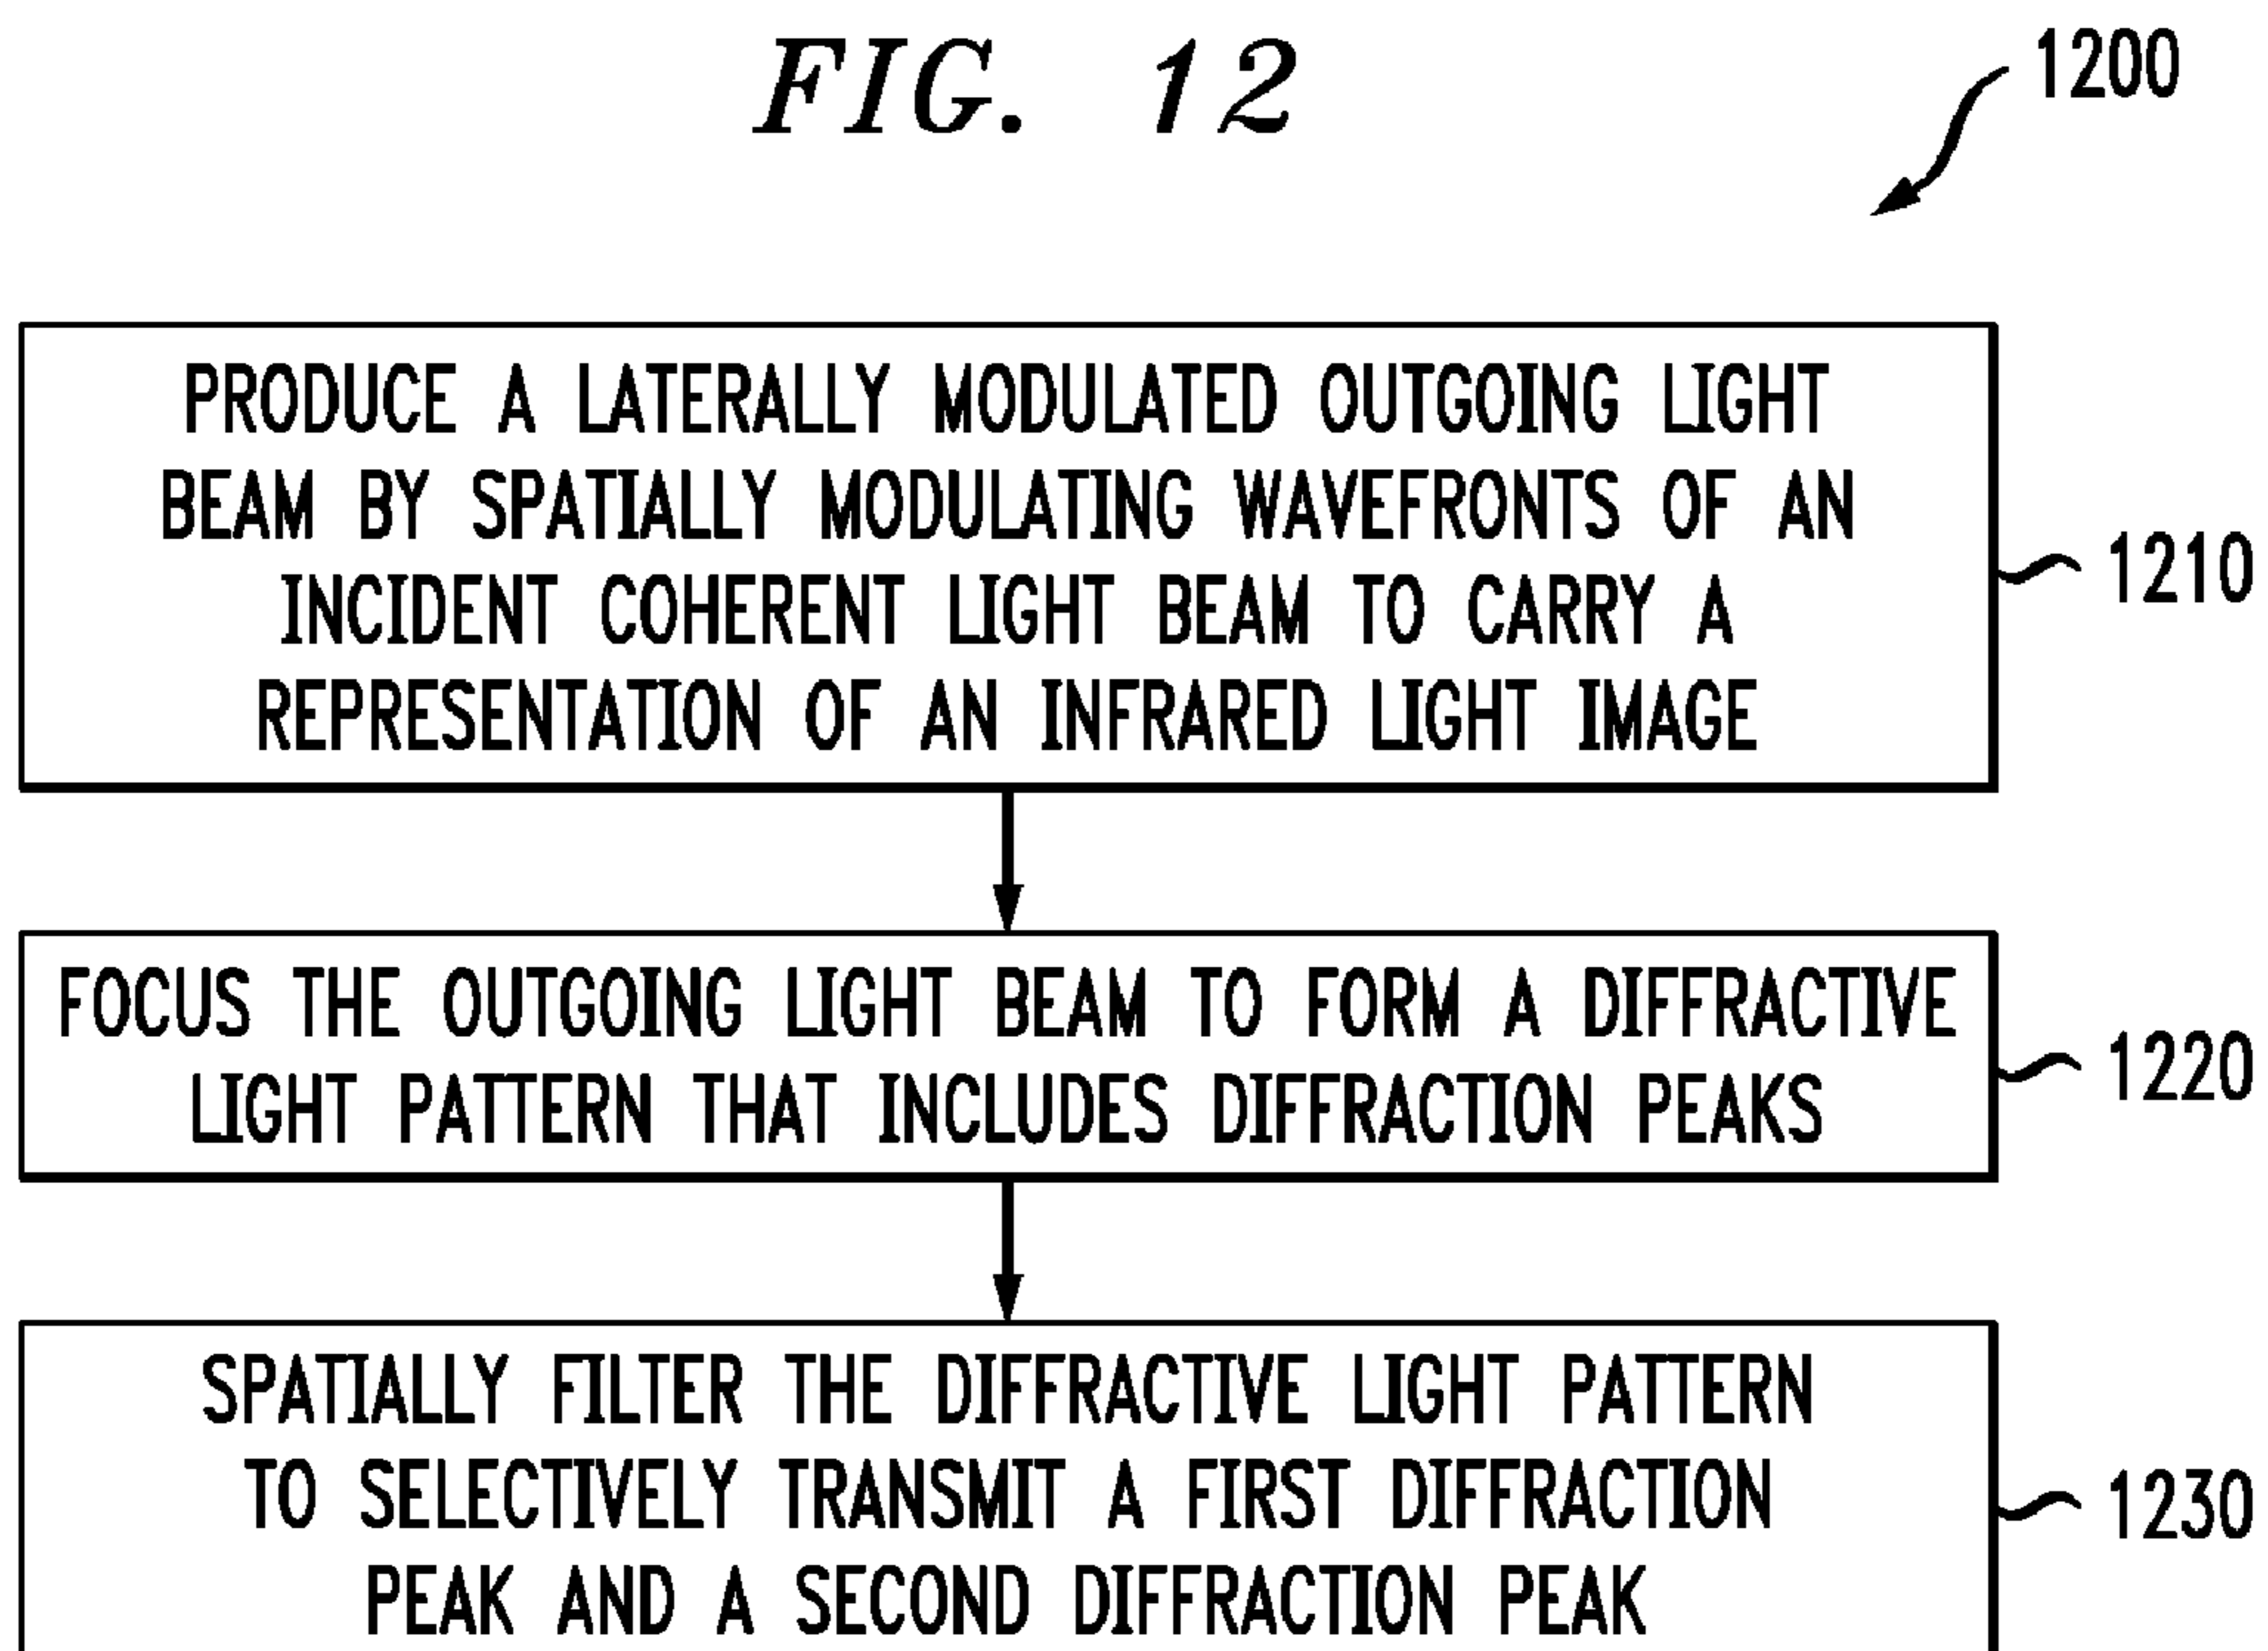 FIG. 12
1200
PRODUCE A LATERALLY MODULATED OUTGOING LIGHT
BEAM BY SPATIALLY MODULATING WAVEFRONTS OF AN
INCIDENT COHERENT LIGHT BEAM TO CARRY A
REPRESENTATION OF AN INFRARED LIGHT IMAGE
1210
FOCUS THE OUTGOING LIGHT BEAM TO FORM A DIFFRACTIVE
LIGHT PATTERN THAT INCLUDES DIFFRACTION PEAKS
1220
SPATIALLY FILTER THE DIFFRACTIVE LIGHT PATTERN
TO SELECTIVELY TRANSMIT A FIRST DIFFRACTION
PEAK AND A SECOND DIFFRACTION PEAK
1230